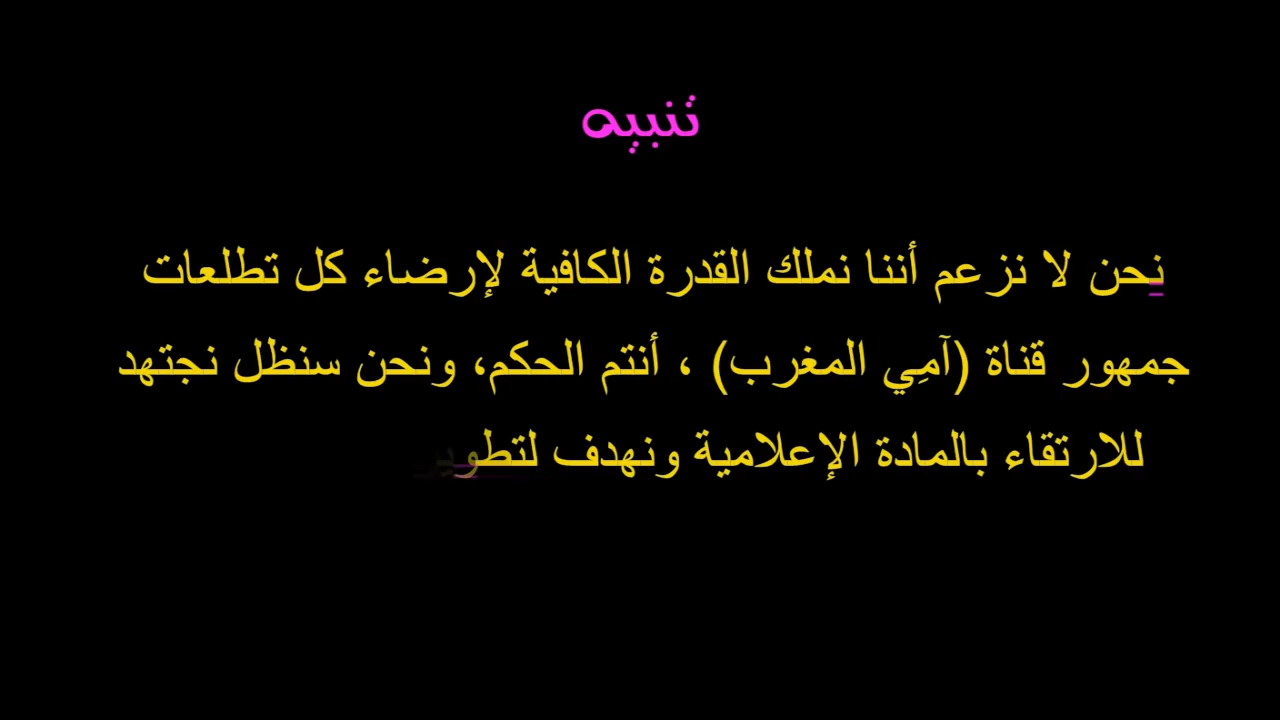 تنبيه
نحن لا نزعم أننا نملك القدرة الكافية لإرضاء كل تطلعات
جمهور قناة (آمِي المغرب) ، أنتم الحكم، ونحن سنظل نجتهد
للارتقاء بالمادة الإعلامية ونهدف